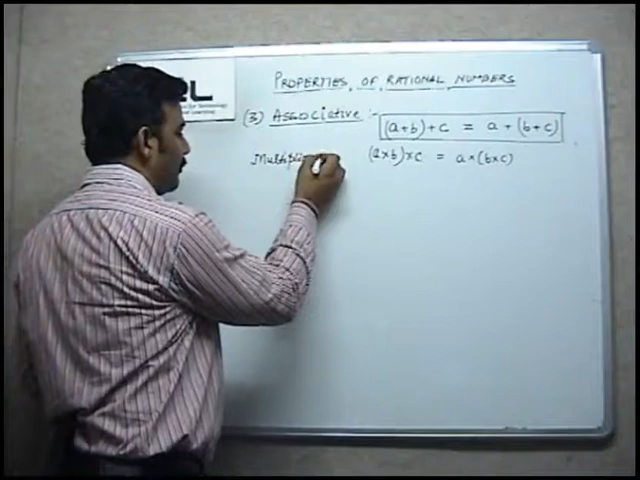 PROPERTIES OF RATIONAL NUMBERS
(3) ASSOCIATIVE :- (a+b)+c = a+(b+c)
Multipli (a×b)×c = a×(b×c)